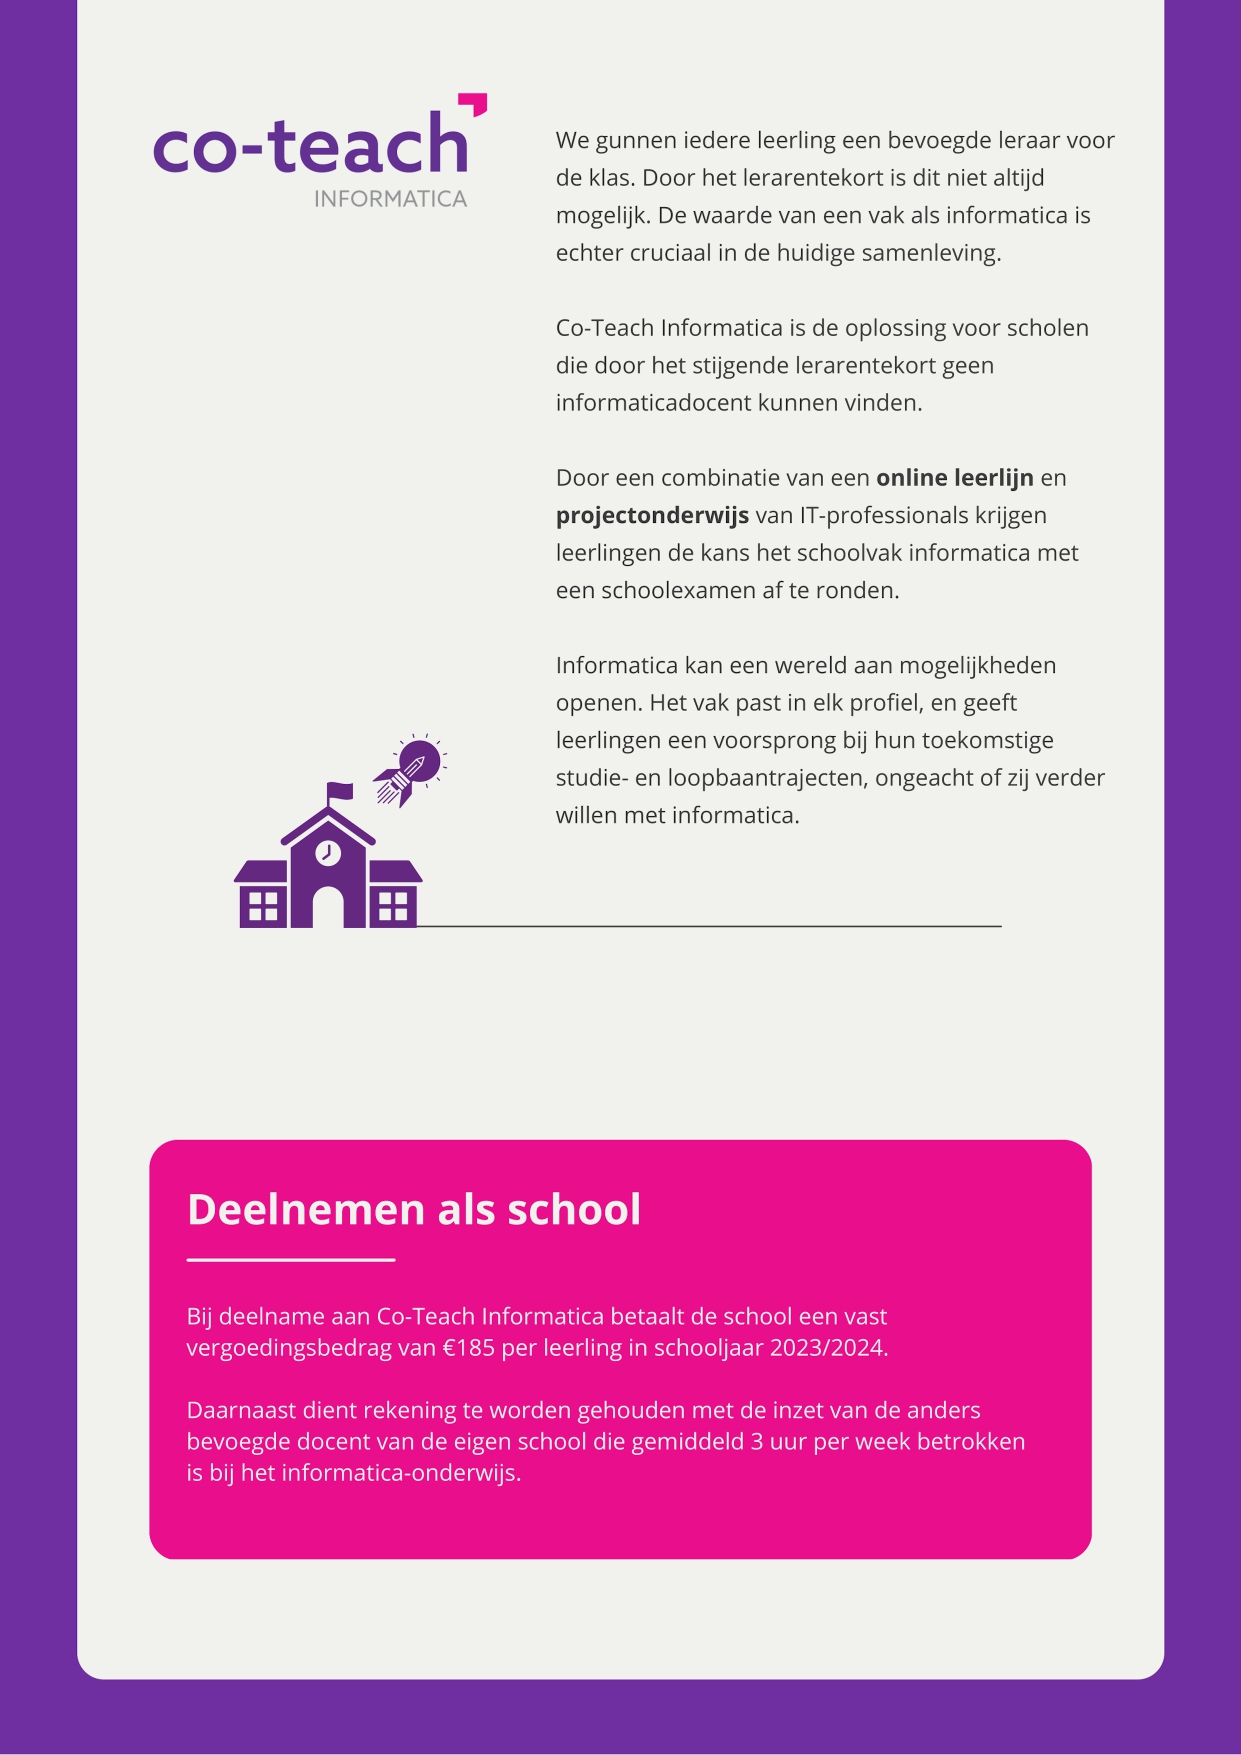 co-teach
INFORMATICA
We gunnen iedere leerling een bevoegde leraar voor
de klas. Door het lerarentekort is dit niet altijd
mogelijk. De waarde van een vak als informatica is
echter cruciaal in de huidige samenleving.
Co-Teach Informatica is de oplossing voor scholen
die door het stijgende lerarentekort geen
informaticadocent kunnen vinden.
Door een combinatie van een online leerlijn en
projectonderwijs van IT-professionals krijgen
leerlingen de kans het schoolvak informatica met
een schoolexamen af te ronden.
Informatica kan een wereld aan mogelijkheden
openen. Het vak past in elk profiel, en geeft
leerlingen een voorsprong bij hun toekomstige
studie- en loopbaantrajecten, ongeacht of zij verder
willen met informatica.
Deelnemen als school
Bij deelname aan Co-Teach Informatica betaalt de school een vast
vergoedingsbedrag van €185 per leerling in schooljaar 2023/2024.
Daarnaast dient rekening te worden gehouden met de inzet van de anders
bevoegde docent van de eigen school die gemiddeld 3 uur per week betrokken
is bij het informatica-onderwijs.